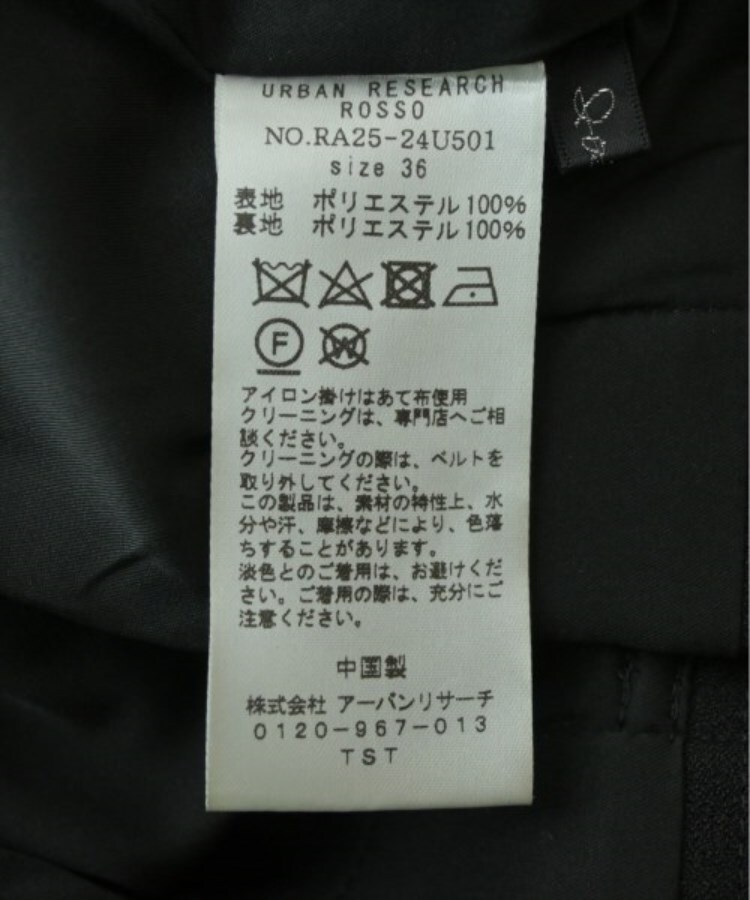 URBAN RESEARCH
ROSSO
NO.RA25-24U501
size 36
表地 ポリエステル100%
裏地 ポリエステル100%
F
W
アイロン掛けはあて布使用
クリーニングは、専門店へご相
談ください。
クリーニングの際は、ベルトを
取り外してください。
この製品は、素材の特性上、水
分や汗、摩擦などにより、色落
ちすることがあります。
淡色とのご着用は、お避けくだ
さい。ご着用の際は、充分にご
注意ください。
中国製
株式会社 アーバンリサーチ
0120-967-013
TST